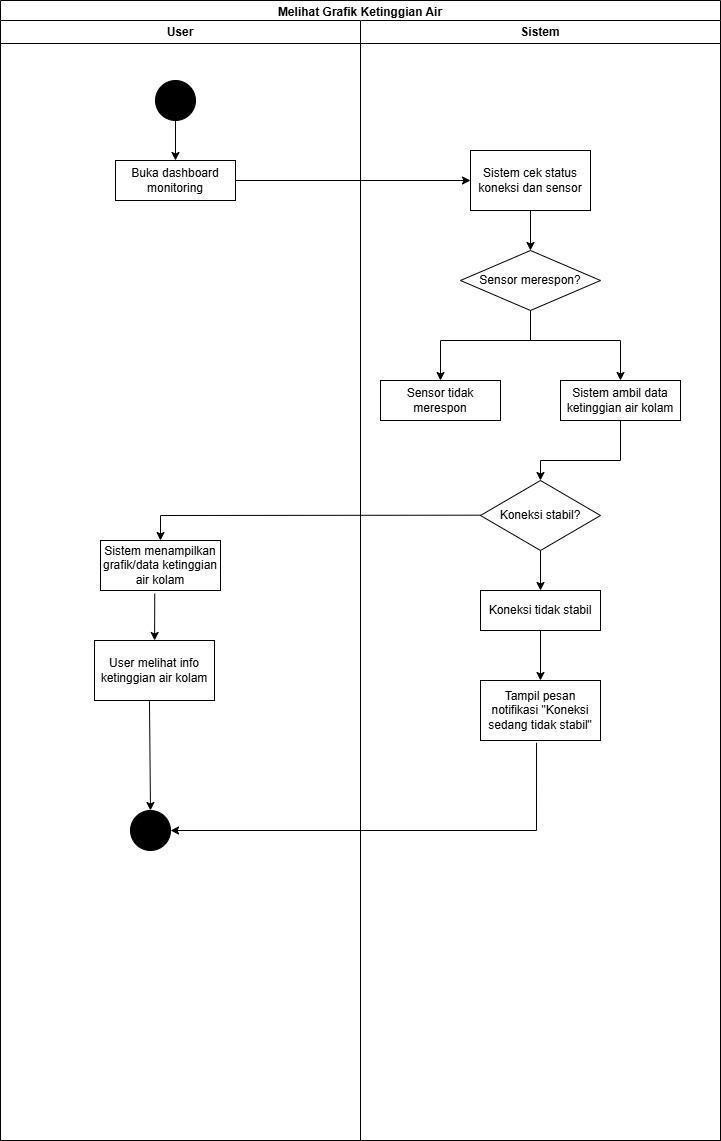 Melihat Grafik Ketinggian Air
User
Sistem
Buka dashboard
monitoring
Sistem cek status
koneksi dan sensor
Sensor merespon?
Sensor tidak
merespon
Sistem ambil data
ketinggian air kolam
Koneksi stabil?
Sistem menampilkan
grafik/data ketinggian
air kolam
Koneksi tidak stabil
User melihat info
ketinggian air kolam
Tampil pesan
notifikasi "Koneksi
sedang tidak stabil"